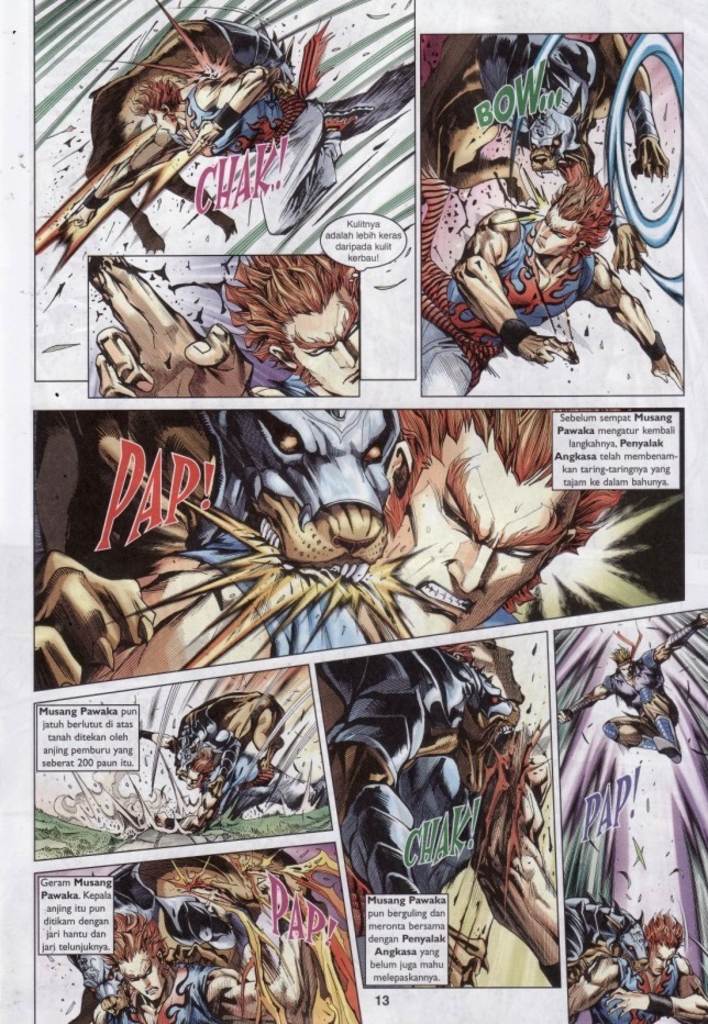 CHAK!
Kulitnya
adalah lebih keras
daripada kulit
kerbau!
BOW...
PAP!
Sebelum sempat Musang
Pawaka mengatur kembali
langkahnya, Penyalak
Angkasa telah membenam-
kan taring-taringnya yang
tajam ke dalam bahunya.
Musang Pawaka pun
jatuh berlutut di atas
tanah ditekan oleh
anjing pemburu yang
seberat 200 paun itu.
CHAK!
Musang Pawaka
pun berguling dan
meronta bersama
dengan Penyalak
Angkasa yang
belum juga mahu
melepaskannya.
PAP!
Geram Musang
Pawaka. Kepala
anjing itu pun
ditikam dengan
jari hantu dan
jari telunjuknya.
PAP!
13